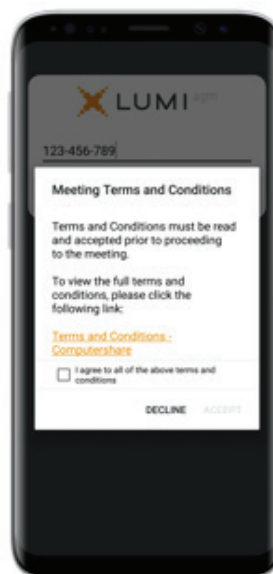 LUMI agm
123-456-789
Meeting Terms and Conditions
Terms and Conditions must be read
and accepted prior to proceeding
to the meeting.
To view the full terms and
conditions, please click the
following link:
Terms and Conditions -
Computershare
I agree to all of the above terms and
conditions
DECLINE ACCEPT